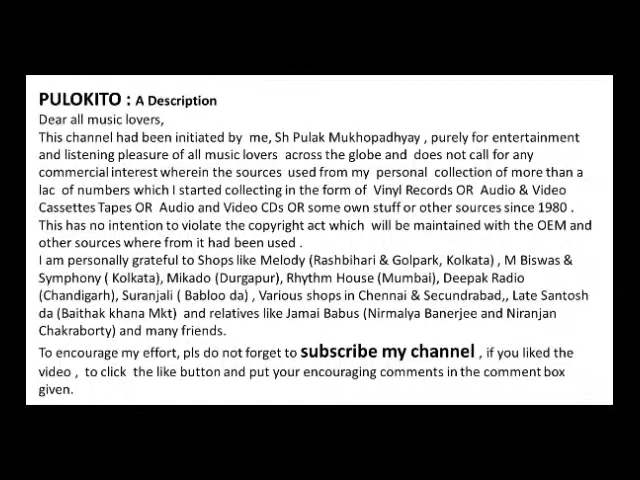 PULOKITO : A Description
Dear all music lovers,
This channel had been initiated by me, Sh Pulak Mukhopadhyay , purely for entertainment
and listening pleasure of all music lovers across the globe and does not call for any
commercial interest wherein the sources used from my personal collection of more than a
lac of numbers which I started collecting in the form of Vinyl Records OR Audio & Video
Cassettes Tapes OR Audio and Video CDs OR some own stuff or other sources since 1980 .
This has no intention to violate the copyright act which will be maintained with the OEM and
other sources where from it had been used .
I am personally grateful to Shops like Melody (Rashbihari & Golpark, Kolkata) , M Biswas &
Symphony ( Kolkata), Mikado (Durgapur), Rhythm House (Mumbai), Deepak Radio
(Chandigarh), Suranjali ( Babloo da) , Various shops in Chennai & Secundrabad,, Late Santosh
da (Baithak khana Mkt) and relatives like Jamai Babus (Nirmalya Banerjee and Niranjan
Chakraborty) and many friends.
To encourage my effort, pls do not forget to subscribe my channel , if you liked the
video , to click the like button and put your encouraging comments in the comment box
given.